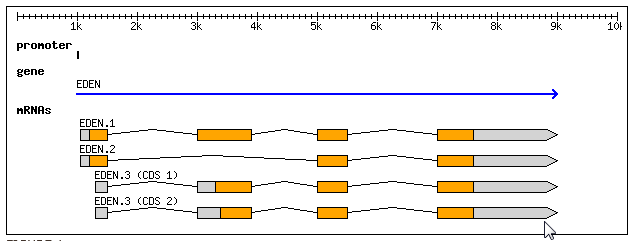 1k 2k 3k 4k 5k 6k 7k 8k 9k 10k
promoter
gene
EDEN
mRNAs
EDEN.1
EDEN.2
EDEN.3 (CDS 1)
EDEN.3 (CDS 2)